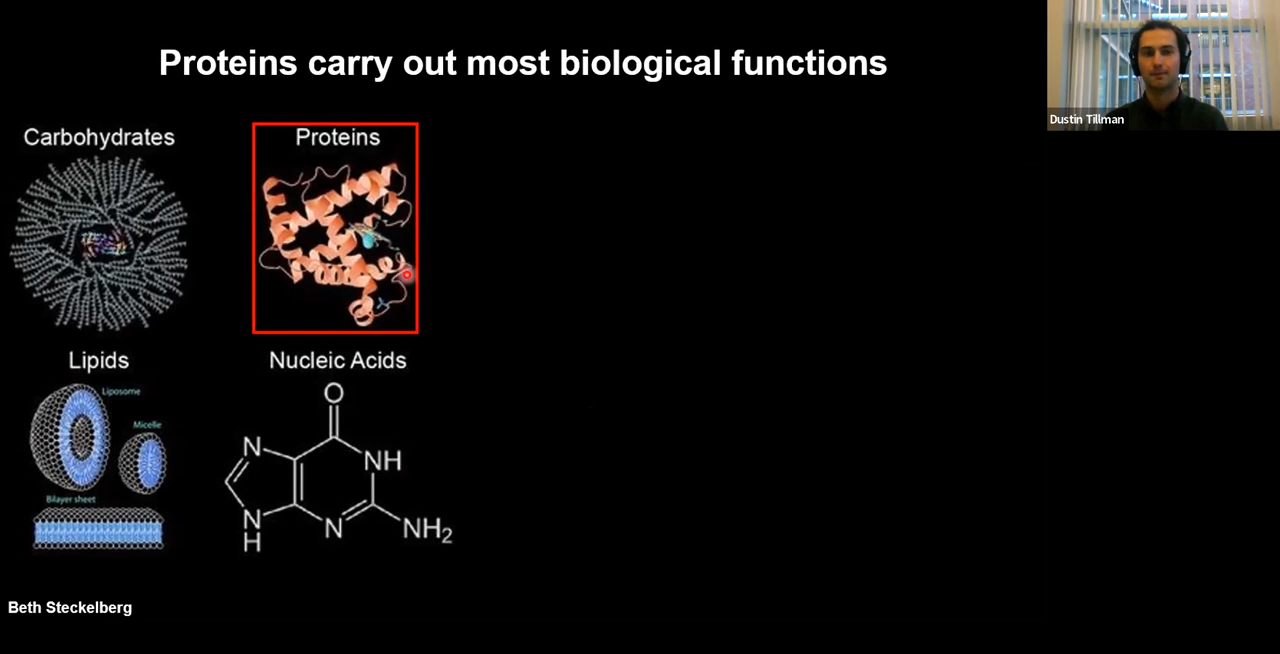 Proteins carry out most biological functions
Dustin Tillman
Carbohydrates
Proteins
Lipids
Nucleic Acids
Liposome
Micelle
Bilayer sheet
O
N
NH
N
H
N
NH2
Beth Steckelberg